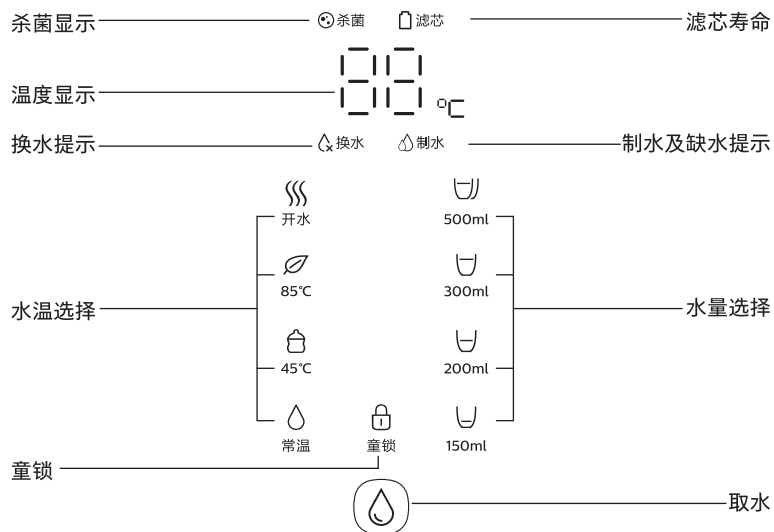 杀菌显示
杀菌
滤芯
滤芯寿命
温度显示
88℃
换水提示
换水
制水
制水及缺水提示
开水
500ml
85℃
300ml
水温选择
水量选择
45℃
200ml
常温
童锁
150ml
童锁
取水